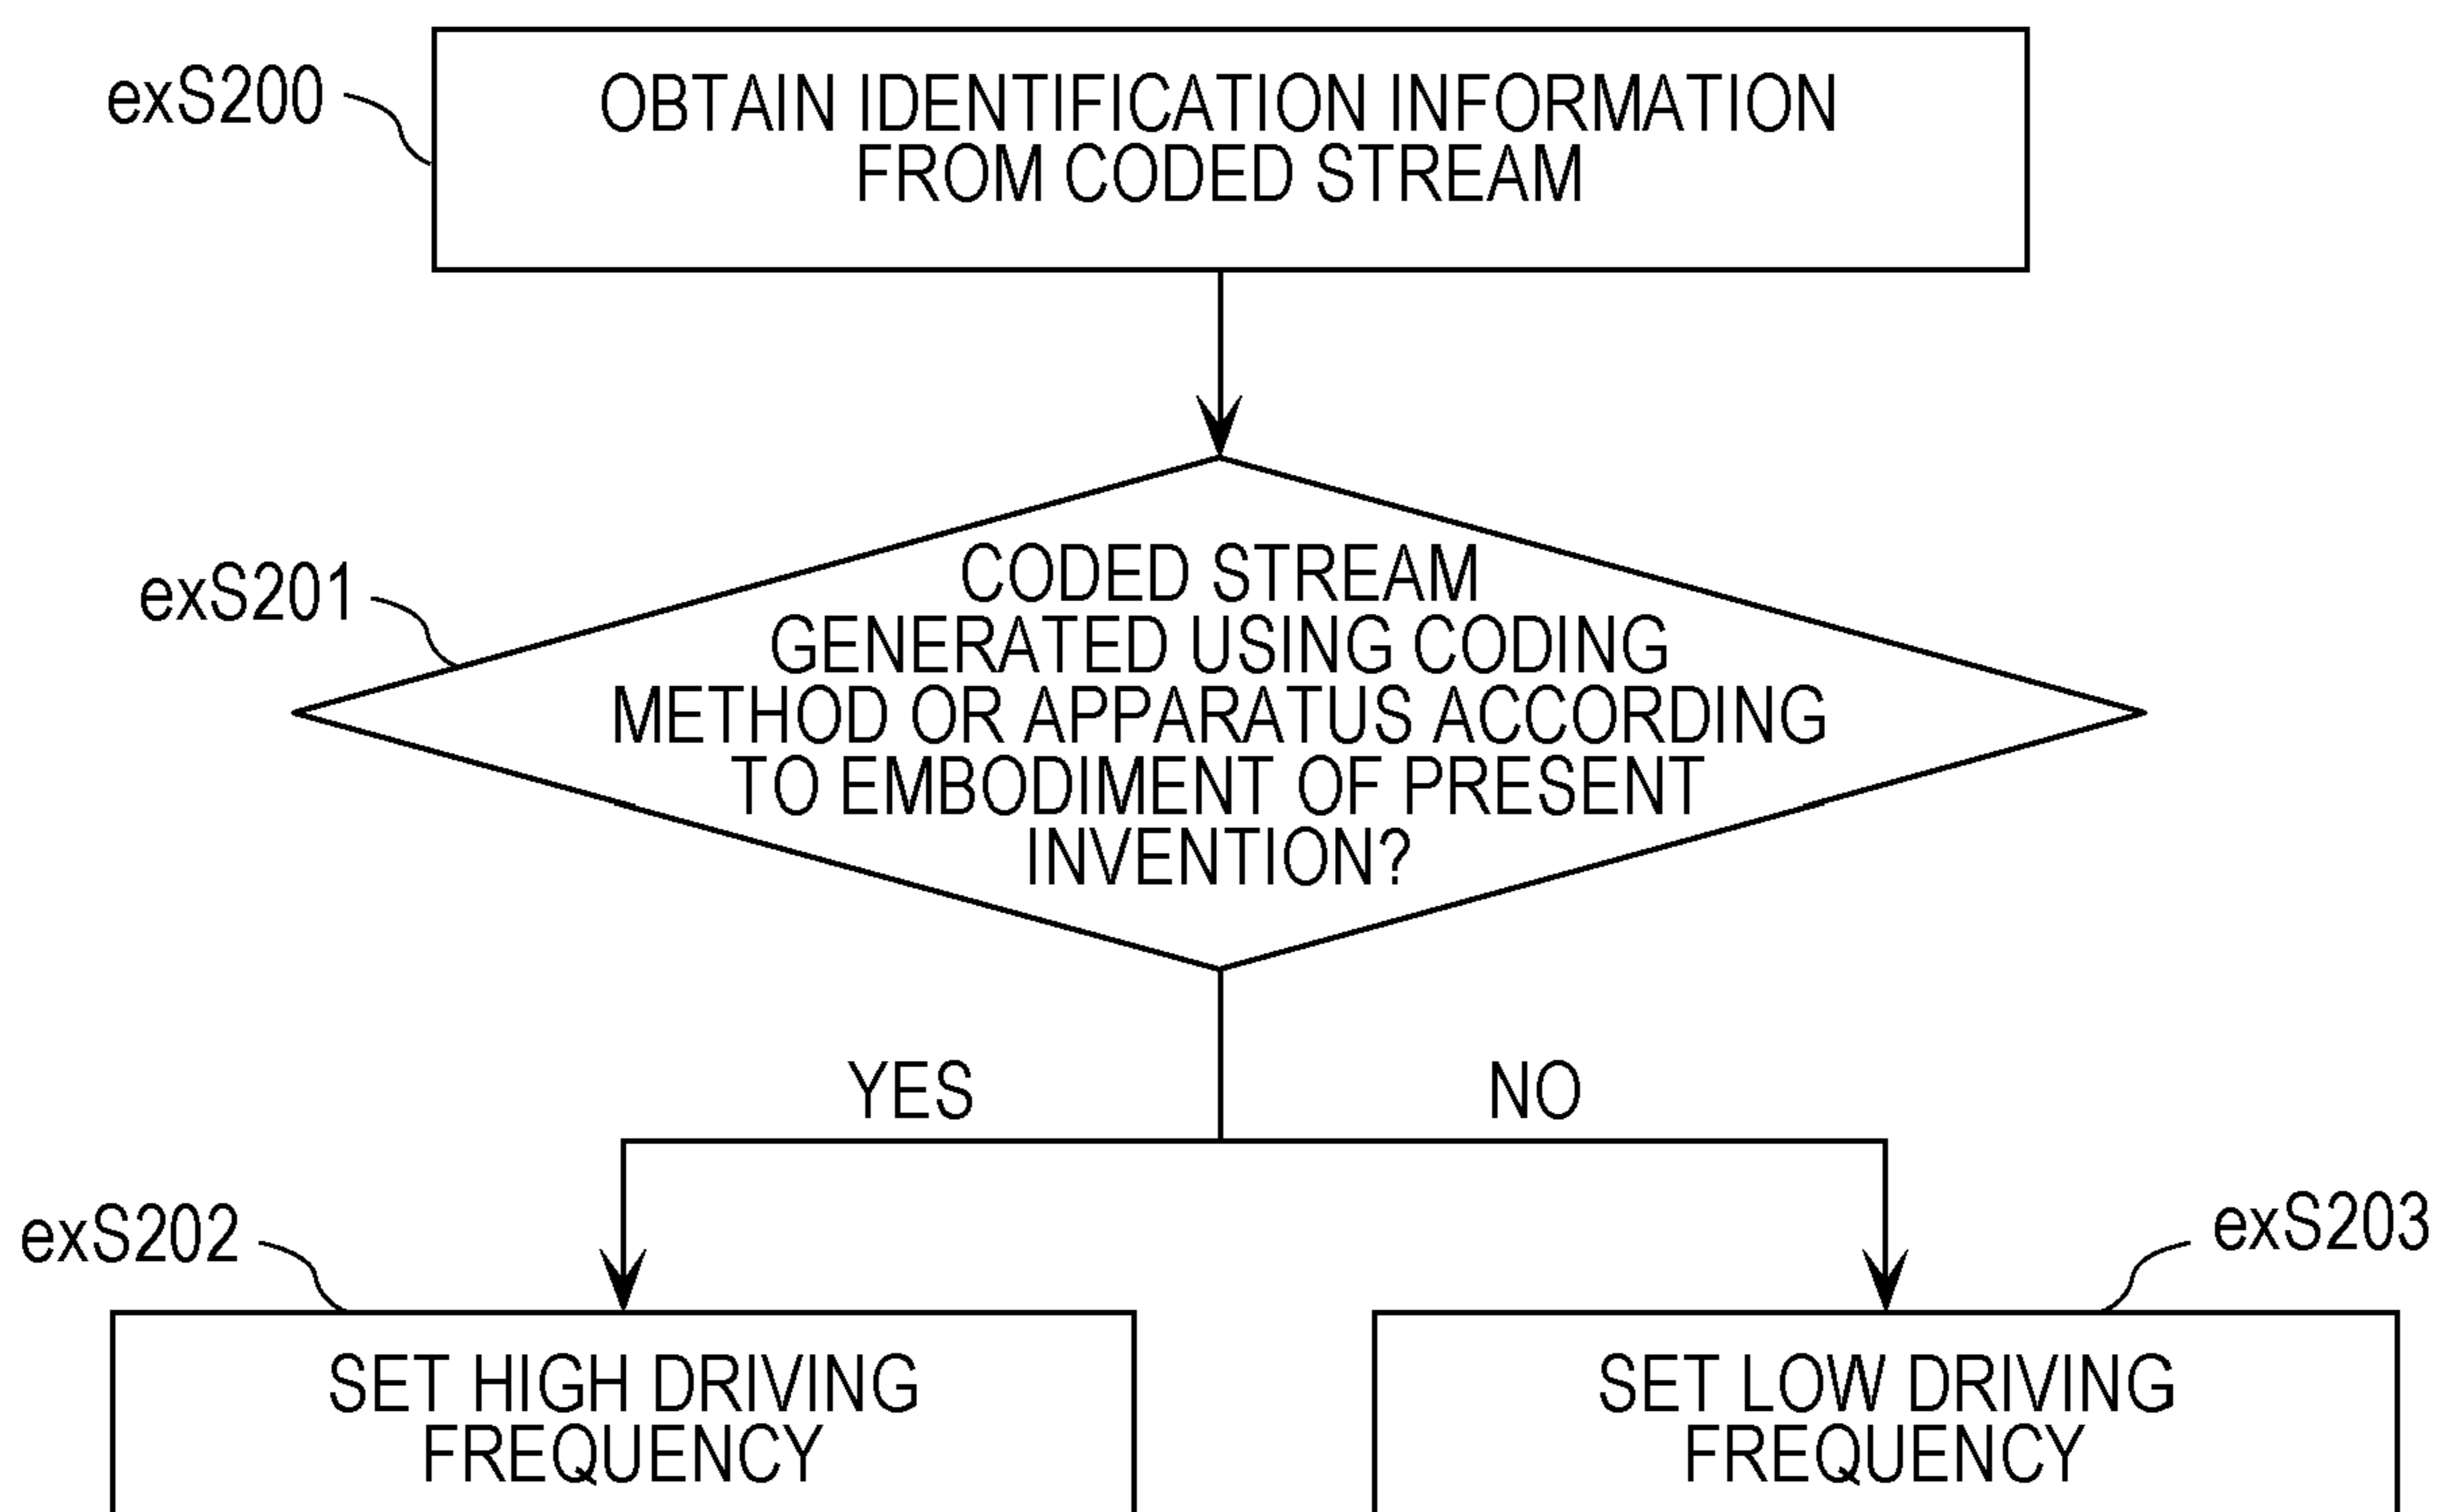 exS200
OBTAIN IDENTIFICATION INFORMATION
FROM CODED STREAM
exS201
CODED STREAM
GENERATED USING CODING
METHOD OR APPARATUS ACCORDING
TO EMBODIMENT OF PRESENT
INVENTION?
YES
NO
exS202
exS203
SET HIGH DRIVING
FREQUENCY
SET LOW DRIVING
FREQUENCY